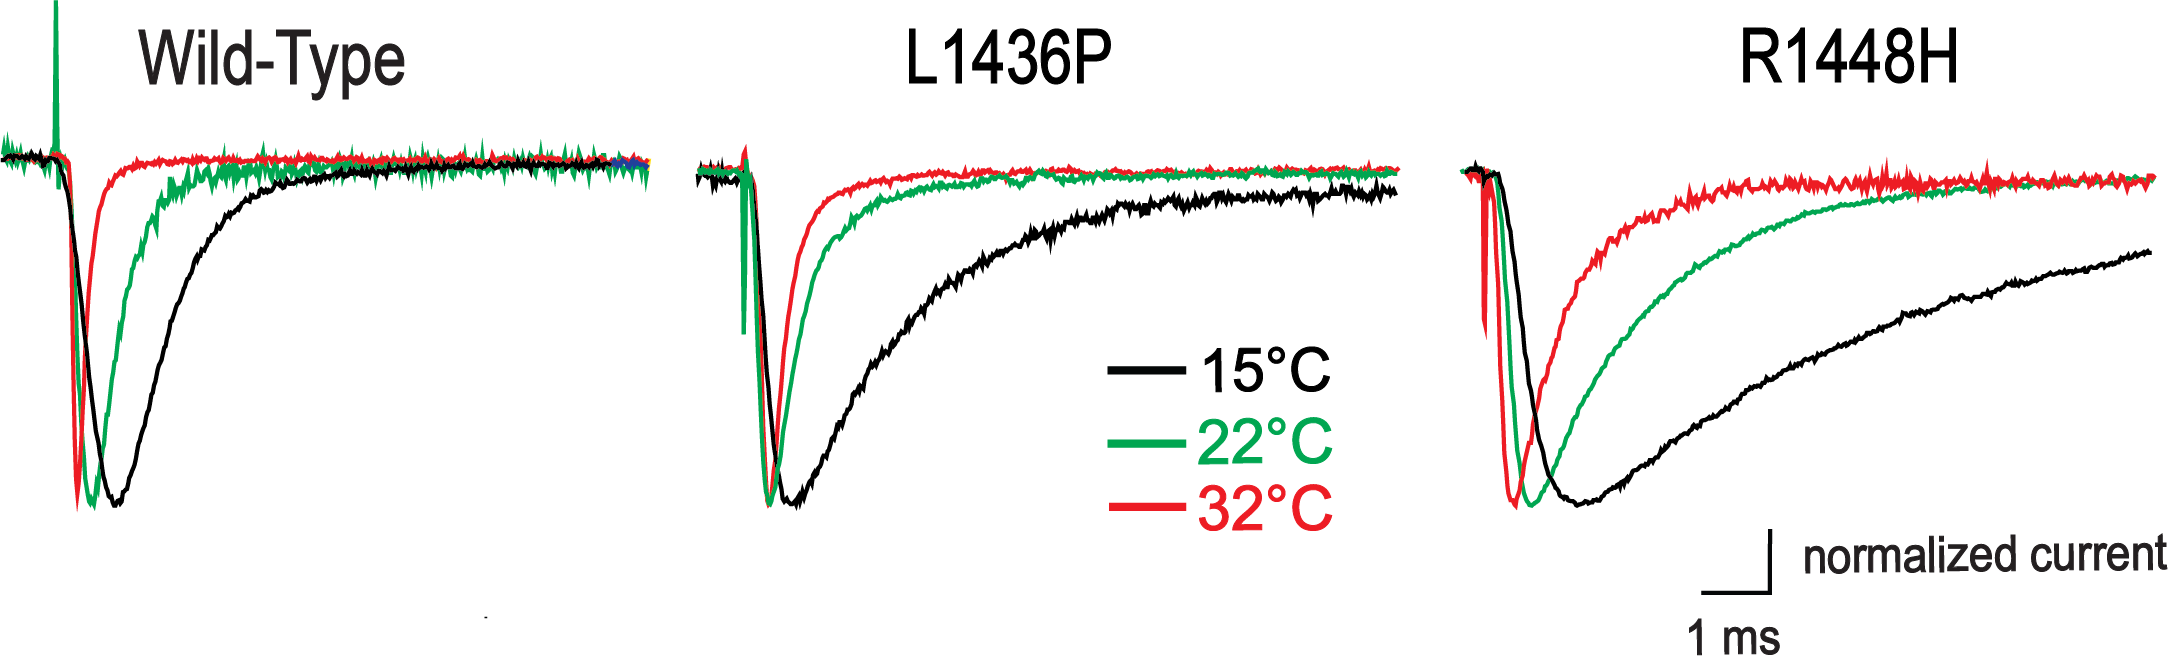 Wild-Type
L1436P
R1448H
15°C
22°C
32°C
normalized current
1 ms